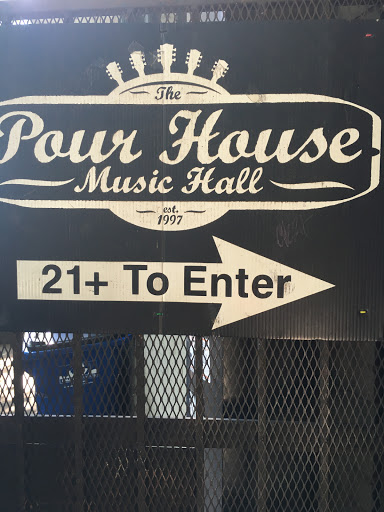 The
Pour House
Music Hall
est.
1997
21+ To Enter